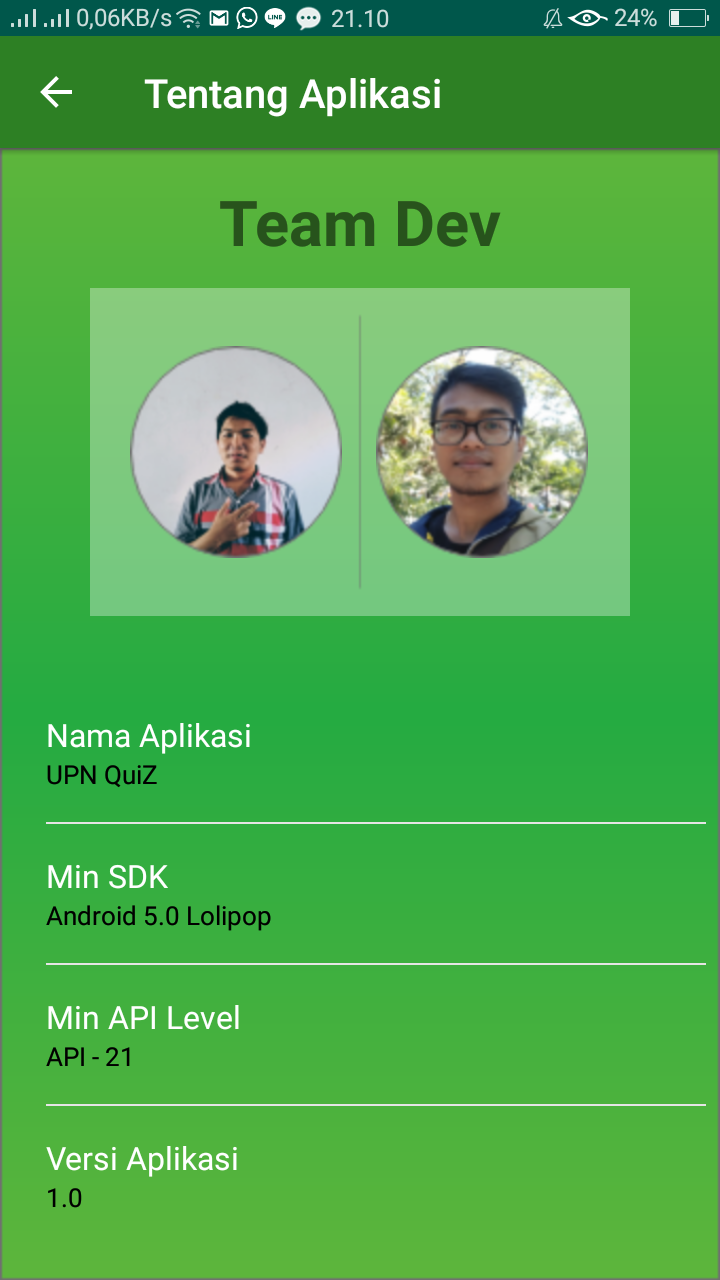 0,06KB/s LINE 21.10 24%
Tentang Aplikasi
Team Dev
Nama Aplikasi
UPN QuiZ
Min SDK
Android 5.0 Lolipop
Min API Level
API - 21
Versi Aplikasi
1.0